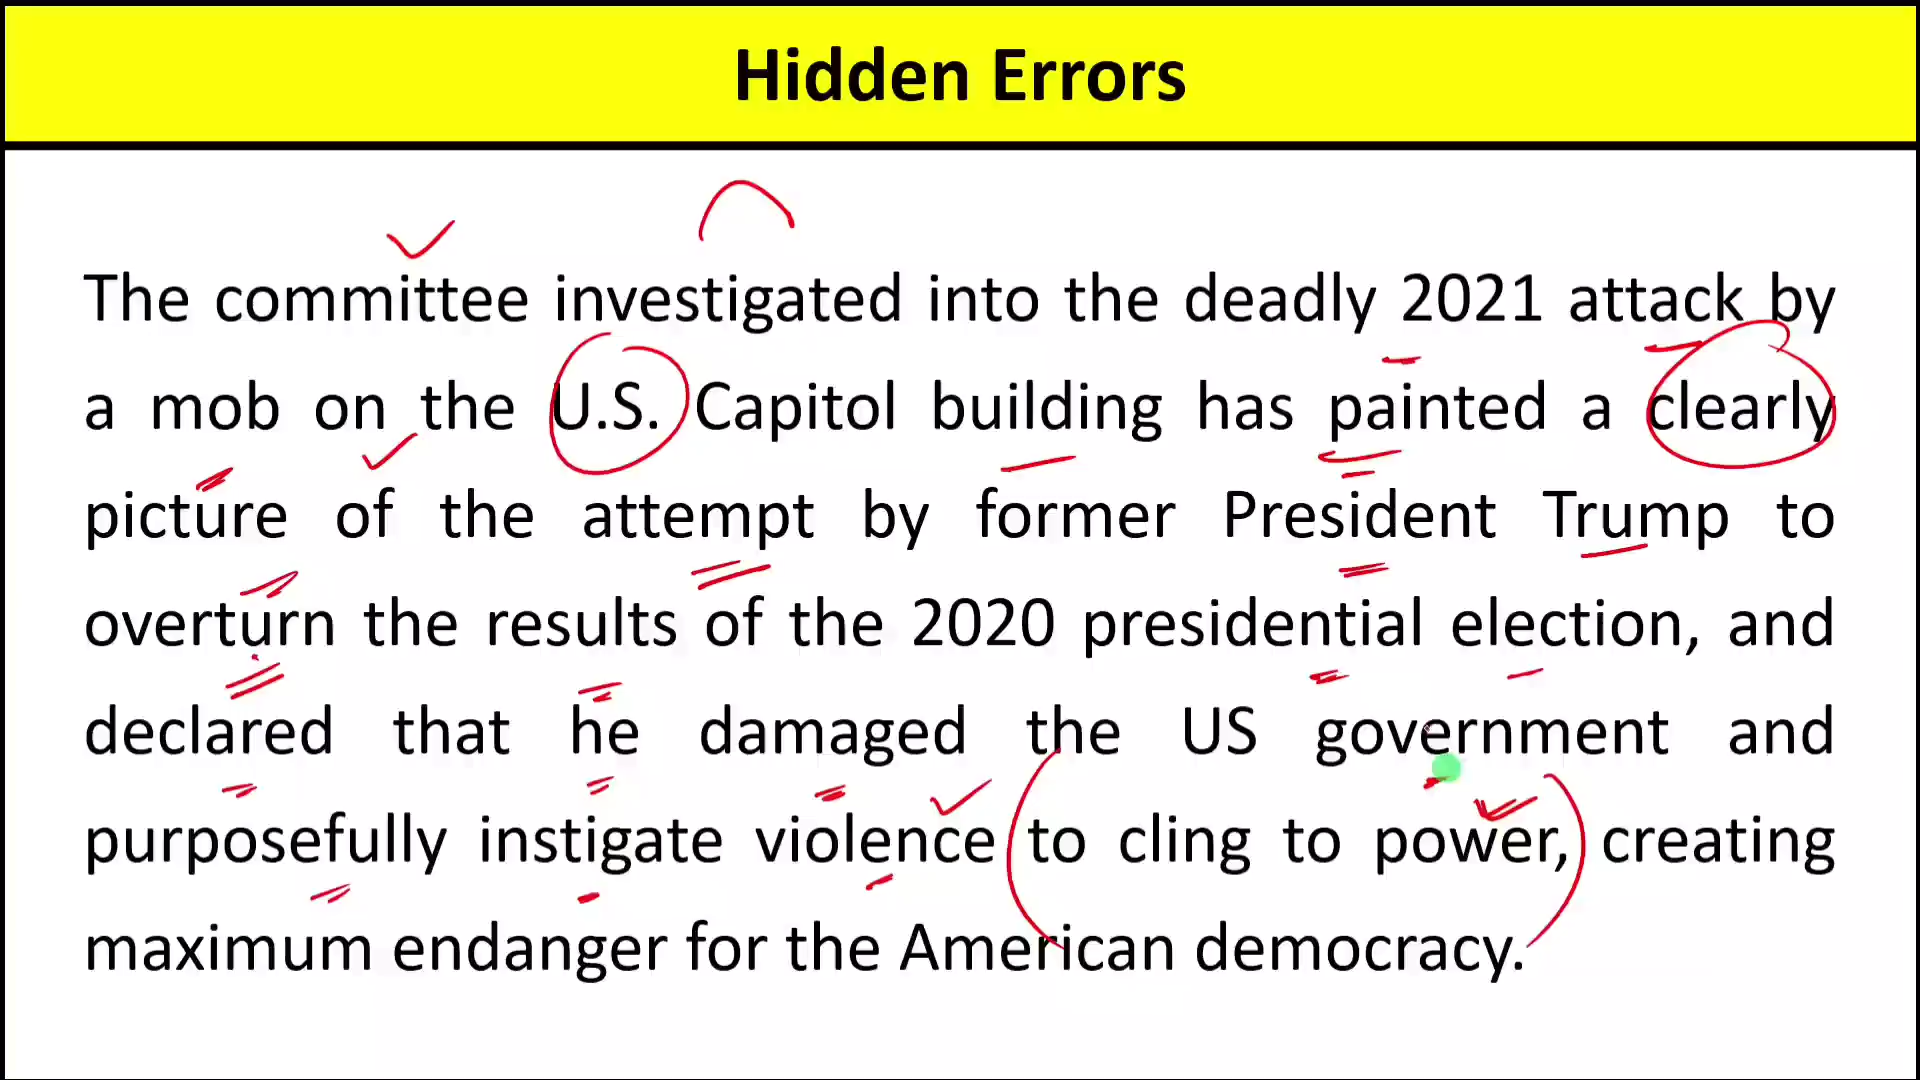 Hidden Errors
The committee investigated into the deadly 2021 attack by
a mob on the U.S. Capitol building has painted a clearly
picture of the attempt by former President Trump to
overturn the results of the 2020 presidential election, and
declared that he damaged the US government and
purposefully instigate violence to cling to power, creating
maximum endanger for the American democracy.